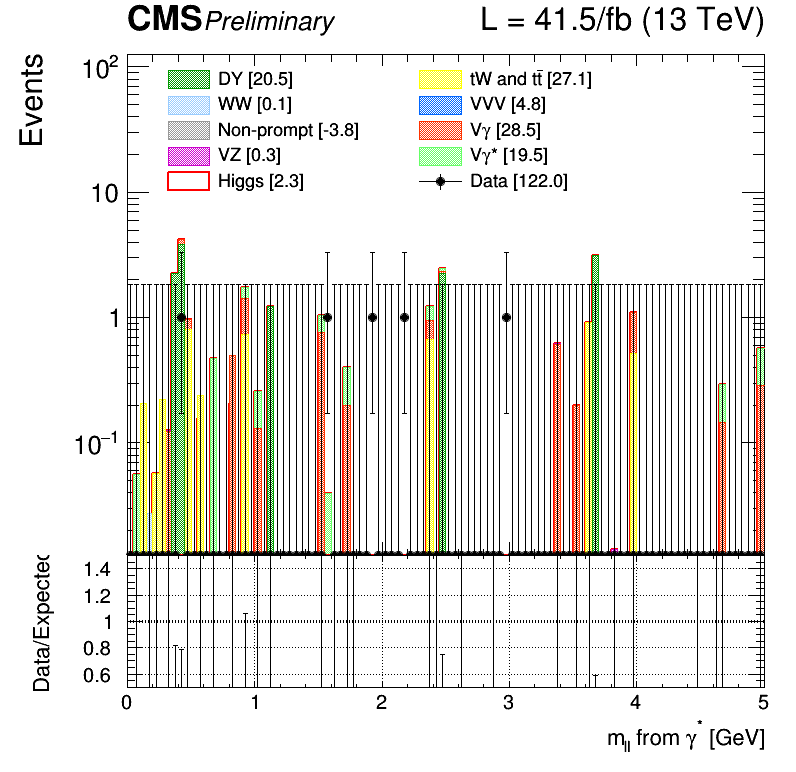 CMS Preliminary L = 41.5/fb (13 TeV)
Events
10²
10
1
10⁻¹
DY [20.5]
WW [0.1]
Non-prompt [-3.8]
VZ [0.3]
Higgs [2.3]
tW and tt̄ [27.1]
VVV [4.8]
Vγ [28.5]
Vγ* [19.5]
Data [122.0]
Data/Expected
1.4
1.2
1
0.8
0.6
0 1 2 3 4 5
m_ll from γ* [GeV]